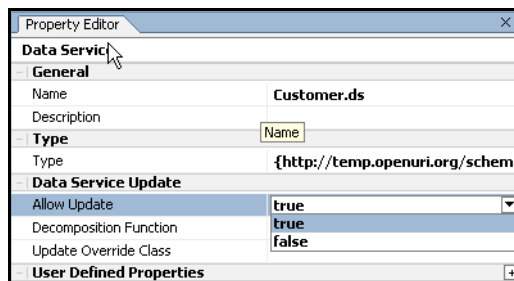 Property Editor
Data Servic
General
Name Customer.ds
Description
Name
Type
Type {http://temp.openuri.org/schem
Data Service Update
Allow Update true
Decomposition Function true
Update Override Class false
User Defined Properties